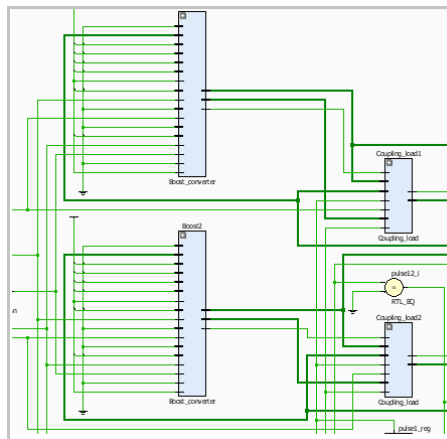 Boost_converter
Coupling_load1
Coupling_load
Boost2
pulse12_i
RTL_EQ
n
Coupling_load2
Boost_converter
Coupling_load
pulse1_reg